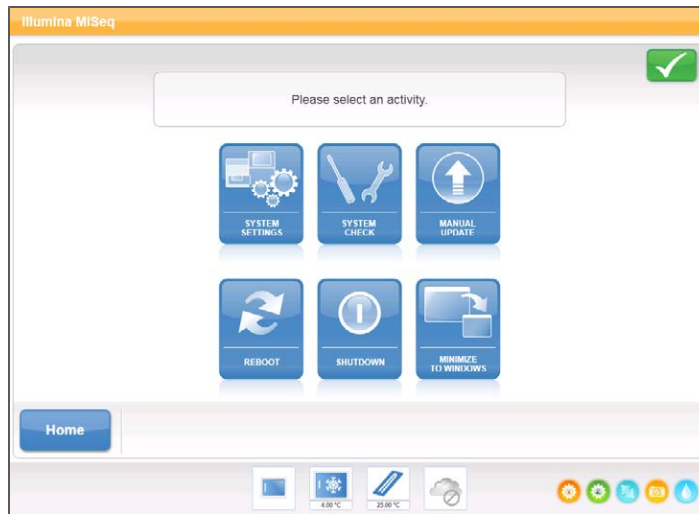 Illumina MiSeq
Please select an activity.
SYSTEM
SETTINGS
SYSTEM
CHECK
MANUAL
UPDATE
REBOOT
SHUTDOWN
MINIMIZE
TO WINDOWS
Home
4.00 °C
25.00 °C